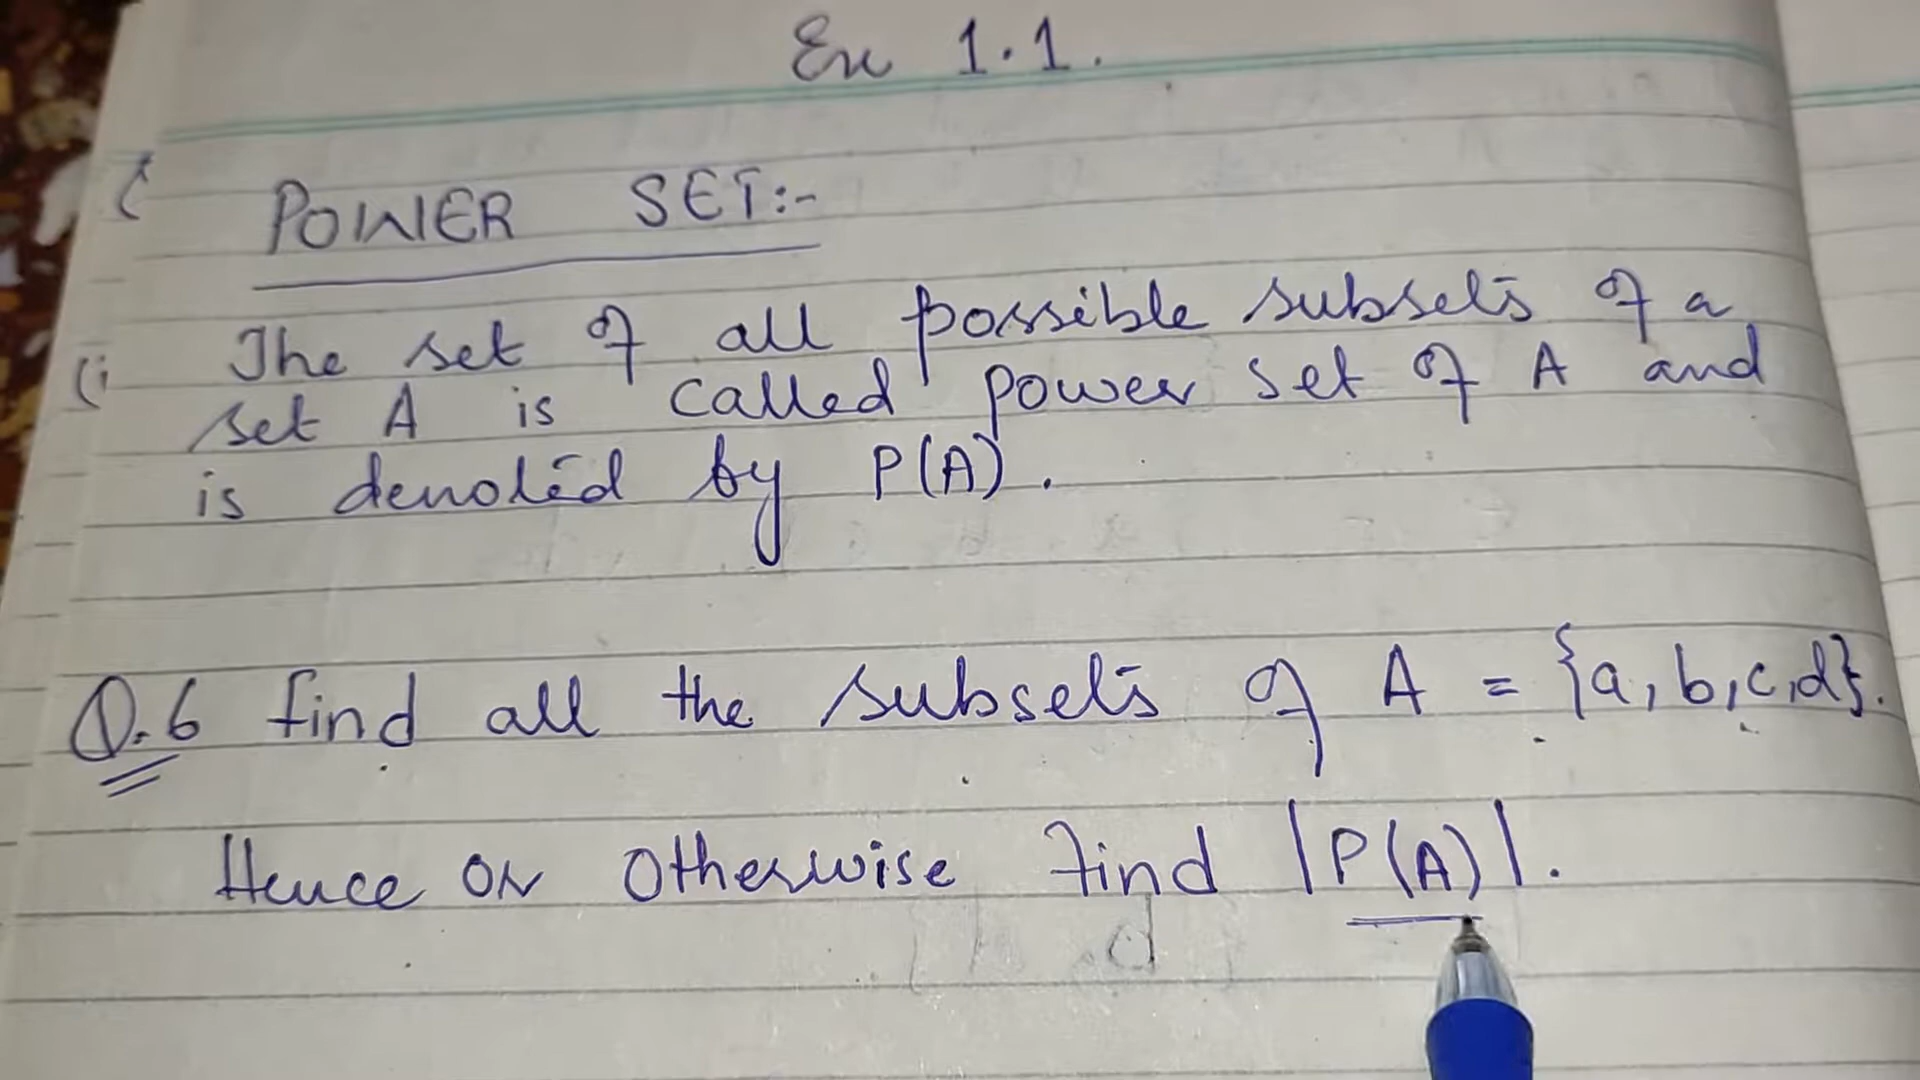 Ex 1.1.
POWER SET:-
The set of all possible subsets of a
set A is called power set of A and
is denoted by P(A).
Q.6 find all the subsets of A = {a, b, c, d}.
Hence or otherwise find |P(A)|.